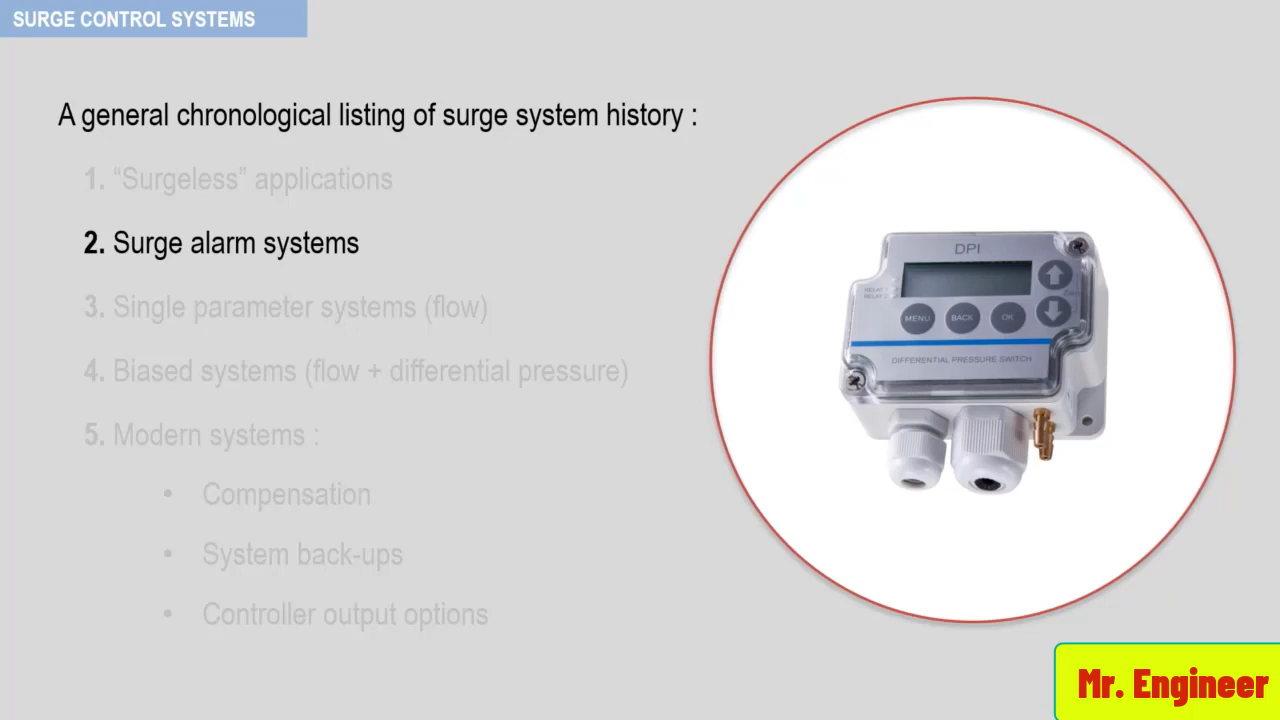 SURGE CONTROL SYSTEMS
A general chronological listing of surge system history :
1. “Surgeless” applications
2. Surge alarm systems
3. Single parameter systems (flow)
4. Biased systems (flow + differential pressure)
5. Modern systems :
• Compensation
• System back-ups
• Controller output options
DPI
MENU
BACK
OK
DIFFERENTIAL PRESSURE SWITCH
Mr. Engineer